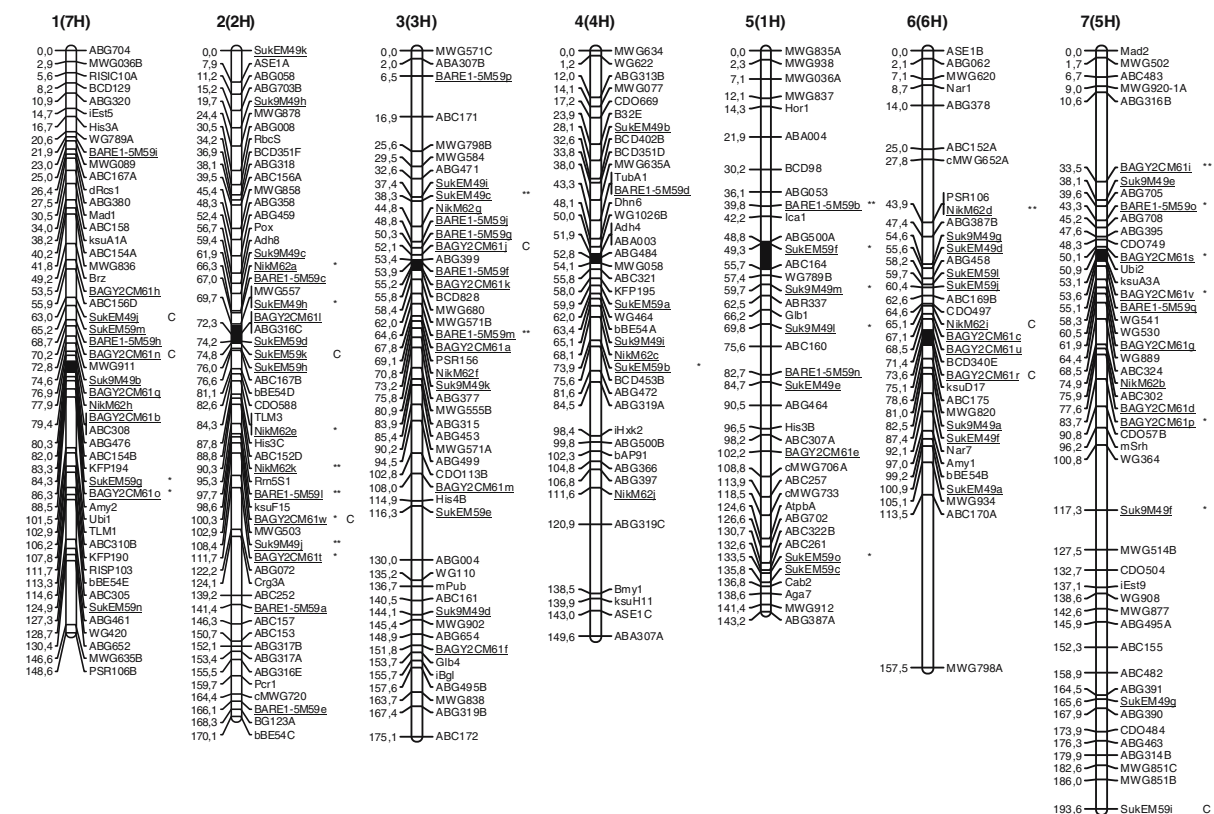 1(7H)
0,0 ABG704
2,9 MWG036B
5,6 RISIC10A
8,2 BCD129
10,9 ABG320
14,7 iEst5
16,7 His3A
20,6 WG789A
21,9 BARE1-5M59i
23,0 MWG089
25,0 ABC167A
26,4 dRcs1
27,5 ABG380
30,5 Mad1
34,0 ABC158
38,2 ksuA1A
40,2 ABC154A
41,8 MWG836
49,2 Brz
53,5 BAGY2CM61h
55,9 ABC156D
63,0 SukEM49j C
65,2 SukEM59m
68,7 BARE1-5M59h
70,2 BAGY2CM61n C
72,8 MWG911
74,6 Suk9M49b
76,9 BAGY2CM61q
77,9 NikM62h
79,4 BAGY2CM61b
ABC308
80,3 ABG476
82,0 ABC154B
83,3 KFP194
84,3 SukEM59g *
86,3 BAGY2CM61o *
88,5 Amy2
101,5 Ubi1
102,9 TLM1
106,2 ABC310B
107,8 KFP190
111,7 RISP103
113,3 bBE54E
114,6 ABC305
124,9 SukEM59n
127,3 ABG461
128,7 WG420
130,4 ABG652
146,6 MWG635B
148,6 PSR106B
2(2H)
0,0 SukEM49k
7,9 ASE1A
11,2 ABG058
15,2 ABG703B
19,7 Suk9M49h
24,4 MWG878
30,5 ABG008
34,2 RbcS
36,9 BCD351F
38,1 ABG318
39,5 ABC156A
45,4 MWG858
48,3 ABG358
52,4 ABG459
56,7 Pox
59,4 Adh8
61,9 Suk9M49c
66,3 NikM62a *
67,0 BARE1-5M59c
69,7 MWG557
SukEM49h *
72,3 BAGY2CM61l
ABG316C
74,2 SukEM59d
74,8 SukEM59k C
76,0 SukEM59h
76,6 ABC167B
81,1 bBE54D
82,6 CDO588
84,3 TLM3
NikM62e *
87,8 His3C
88,8 ABC152D
90,3 NikM62k **
95,3 Rrn5S1
97,7 BARE1-5M59l **
98,6 ksuF15
100,3 BAGY2CM61w * C
102,9 MWG503
108,4 Suk9M49j **
111,7 BAGY2CM61t *
122,2 ABG072
124,1 Crg3A
139,2 ABC252
141,4 BARE1-5M59a
146,3 ABC157
150,7 ABC153
152,1 ABG317B
153,4 ABG317A
155,5 ABG316E
159,7 Pcr1
164,4 cMWG720
166,1 BARE1-5M59e
168,3 BG123A
170,1 bBE54C
3(3H)
0,0 MWG571C
2,0 ABA307B
6,5 BARE1-5M59p
16,9 ABC171
25,6 MWG798B
29,5 MWG584
32,6 ABG471
37,4 SukEM49i
38,3 SukEM49c **
44,8 NikM62g
48,8 BARE1-5M59j
50,3 BARE1-5M59g
52,1 BAGY2CM61j C
53,4 ABG399
53,9 BARE1-5M59f
55,2 BAGY2CM61k
55,8 BCD828
58,4 MWG680
62,0 MWG571B
64,6 BARE1-5M59m **
67,8 BAGY2CM61a
69,1 PSR156
70,8 NikM62f
73,2 Suk9M49k
75,8 ABG377
80,9 MWG555B
83,9 ABG315
85,4 ABG453
90,2 MWG571A
94,5 ABG499
102,8 CDO113B
108,0 BAGY2CM61m
114,9 His4B
116,3 SukEM59e
130,0 ABG004
135,2 WG110
136,7 mPub
140,5 ABC161
144,1 Suk9M49d
145,4 MWG902
148,9 ABG654
151,8 BAGY2CM61f
153,7 Glb4
155,7 iBgl
157,6 ABG495B
163,7 MWG838
167,4 ABG319B
175,1 ABC172
4(4H)
0,0 MWG634
1,2 WG622
12,0 ABG313B
14,1 MWG077
17,2 CDO669
23,9 B32E
28,1 SukEM49b
32,6 BCD402B
33,8 BCD351D
38,0 MWG635A
43,3 TubA1
BARE1-5M59d
48,1 Dhn6
50,0 WG1026B
51,9 Adh4
ABA003
52,8 ABG484
54,1 MWG058
55,8 ABC321
58,0 KFP195
59,9 SukEM59a
62,0 WG464
63,4 bBE54A
65,1 Suk9M49i
68,1 NikM62c
73,9 SukEM59b *
75,6 BCD453B
81,6 ABG472
84,5 ABG319A
98,4 iHxk2
99,8 ABG500B
102,3 bAP91
104,8 ABG366
106,8 ABG397
111,6 NikM62j
120,9 ABG319C
138,5 Bmy1
139,9 ksuH11
143,0 ASE1C
149,6 ABA307A
5(1H)
0,0 MWG835A
2,3 MWG938
7,1 MWG036A
12,1 MWG837
14,3 Hor1
21,9 ABA004
30,2 BCD98
36,1 ABG053
39,8 BARE1-5M59b **
42,2 Ica1
48,8 ABG500A
49,3 SukEM59f *
55,7 ABC164
57,4 WG789B
59,7 Suk9M49m *
62,5 ABR337
66,2 Glb1
69,8 Suk9M49l *
75,6 ABC160
82,7 BARE1-5M59n
84,7 SukEM49e
90,5 ABG464
96,5 His3B
98,2 ABC307A
102,2 BAGY2CM61e
108,8 cMWG706A
113,9 ABC257
118,5 cMWG733
124,6 AtpbA
126,6 ABG702
130,7 ABC322B
132,6 ABC261
133,5 SukEM59o *
135,8 SukEM59c
136,8 Cab2
138,6 Aga7
141,4 MWG912
143,2 ABG387A
6(6H)
0,0 ASE1B
2,1 ABG062
7,1 MWG620
8,7 Nar1
14,0 ABG378
25,0 ABC152A
27,8 cMWG652A
43,9 PSR106
NikM62d **
47,4 ABG387B
54,6 Suk9M49g
55,6 SukEM49d
58,2 ABG458
59,7 SukEM59l
60,4 SukEM59j
62,6 ABC169B
64,6 CDO497
65,1 NikM62i C
67,1 BAGY2CM61c
68,5 BAGY2CM61u
71,4 BCD340E
73,6 BAGY2CM61r C
75,1 ksuD17
78,6 ABC175
81,0 MWG820
82,5 Suk9M49a
87,4 SukEM49f
92,1 Nar7
97,0 Amy1
99,2 bBE54B
100,9 SukEM49a
105,1 MWG934
113,5 ABC170A
157,5 MWG798A
7(5H)
0,0 Mad2
1,7 MWG502
6,7 ABC483
9,0 MWG920-1A
10,6 ABG316B
33,5 BAGY2CM61i **
38,1 Suk9M49e
39,6 ABG705
43,3 BARE1-5M59o *
45,2 ABG708
47,6 ABG395
48,3 CDO749
50,1 BAGY2CM61s *
50,9 Ubi2
53,1 ksuA3A
53,6 BAGY2CM61v *
55,1 BARE1-5M59q
58,3 WG541
60,5 WG530
61,9 BAGY2CM61g
64,4 WG889
68,5 ABC324
74,9 NikM62b
75,9 ABC302
77,6 BAGY2CM61d
83,7 BAGY2CM61p *
90,8 CDO57B
96,2 mSrh
100,8 WG364
117,3 Suk9M49f *
127,5 MWG514B
132,7 CDO504
137,1 iEst9
138,6 WG908
142,6 MWG877
145,9 ABG495A
152,3 ABC155
158,9 ABC482
164,5 ABG391
165,6 SukEM49g
167,9 ABG390
173,9 CDO484
176,3 ABG463
179,9 ABG314B
182,6 MWG851C
186,0 MWG851B
193,6 SukEM59i C